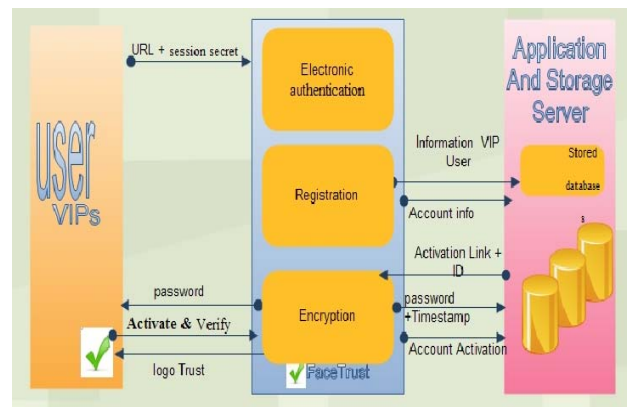 URL + session secret
user
VIPs
password
Activate & Verify
logo Trust
Electronic
authentication
Registration
Encryption
FaceTrust
Information VIP
User
Account info
Activation Link +
ID
password
+Timestamp
Account Activation
Application
And Storage
Server
Stored
database
s